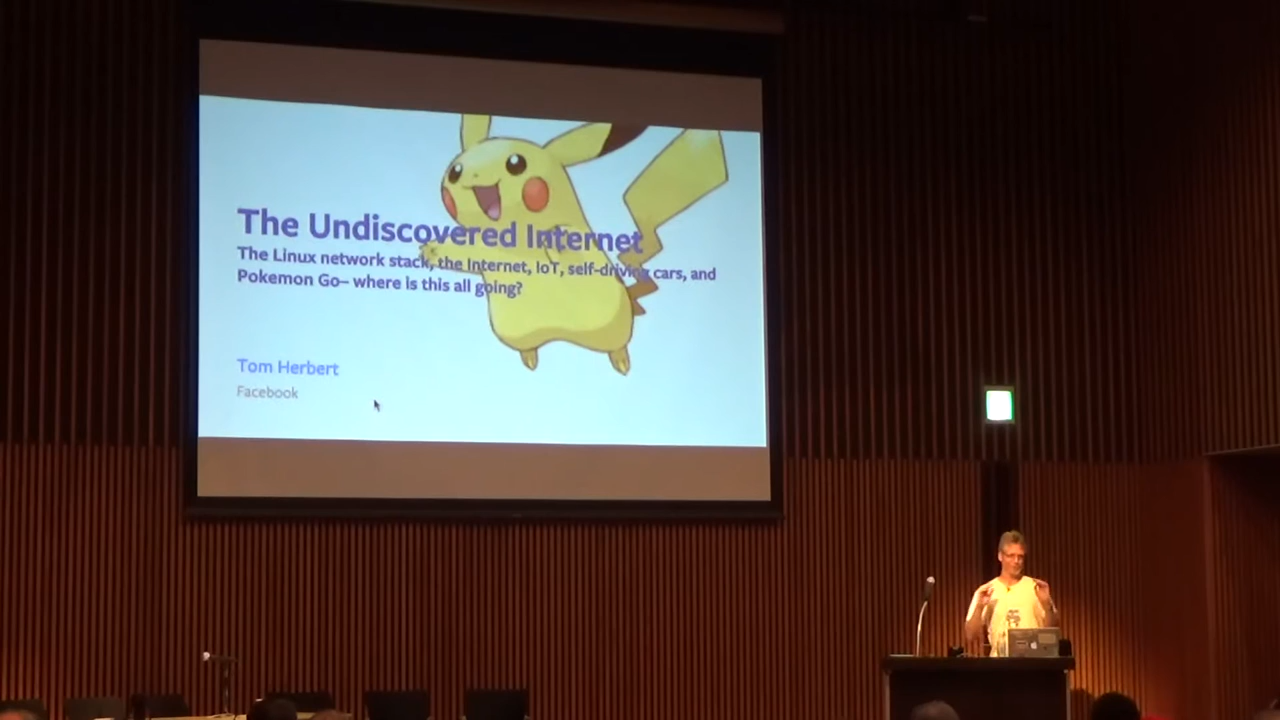 The Undiscovered Internet
The Linux network stack, the Internet, IoT, self-driving cars, and
Pokemon Go– where is this all going?
Tom Herbert
Facebook